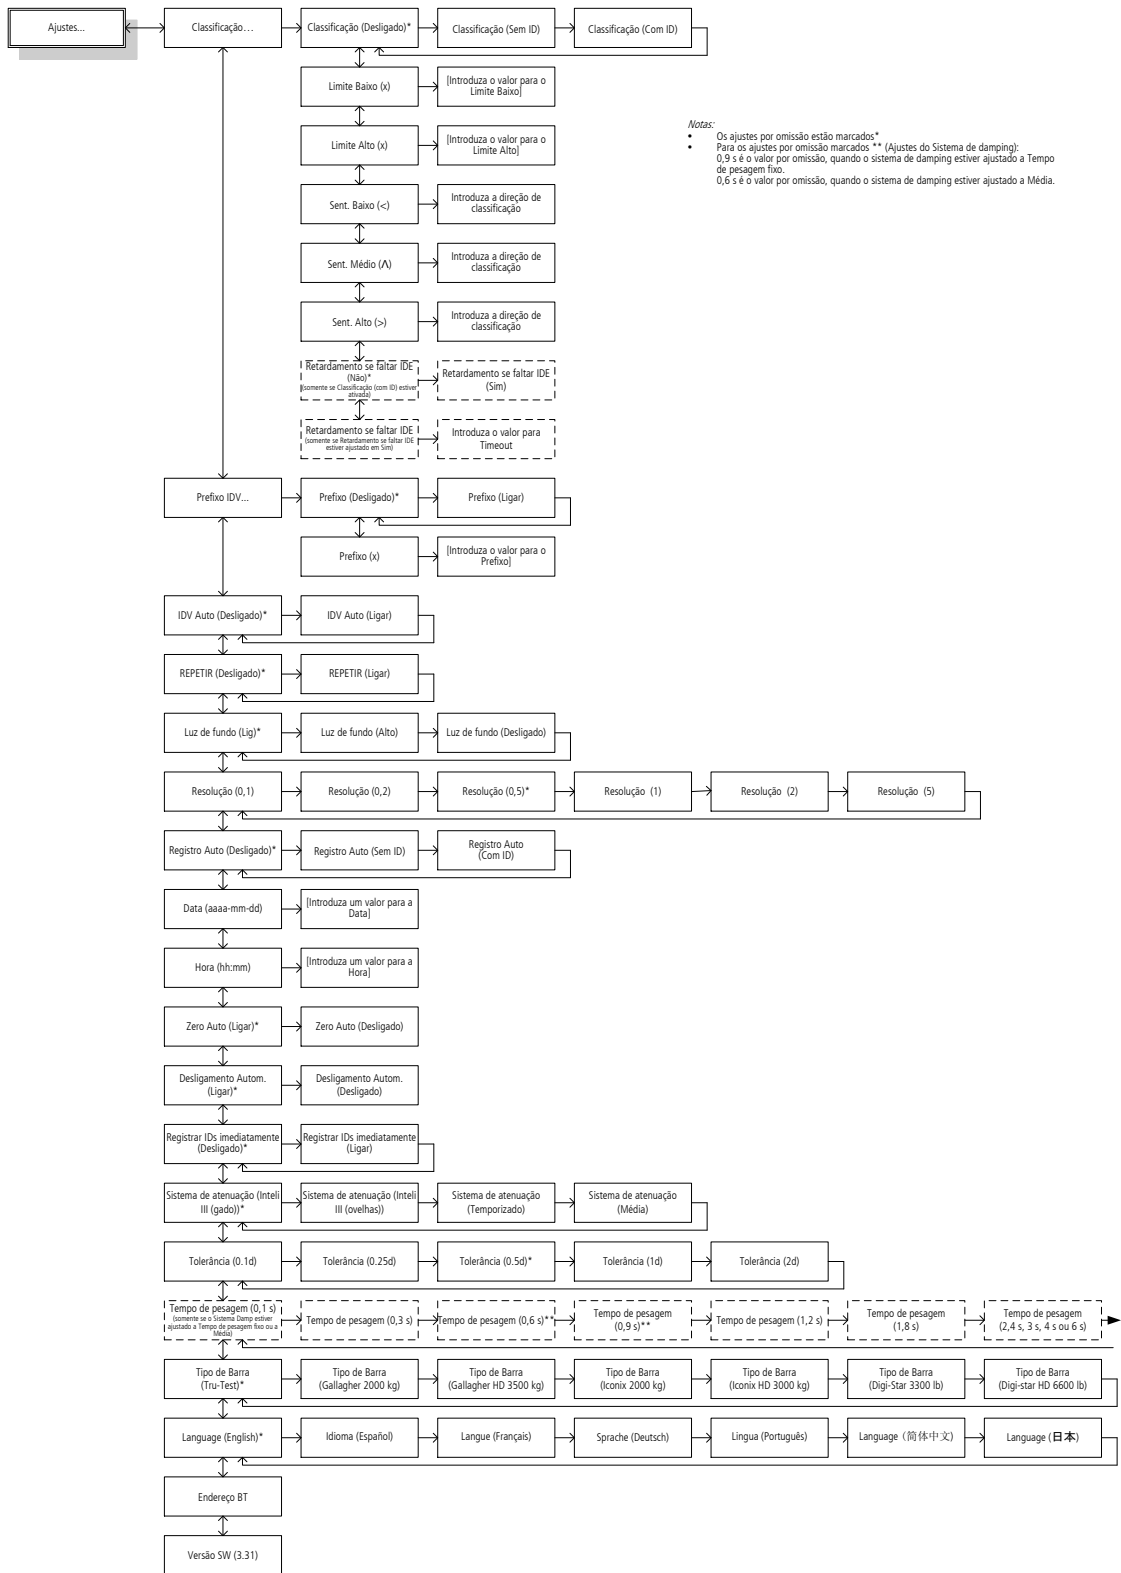 Ajustes...
Classificação…
Classificação (Desligado)*
Classificação (Sem ID)
Classificação (Com ID)
Limite Baixo (x)
[Introduza o valor para o
Limite Baixo]
Limite Alto (x)
[Introduza o valor para o
Limite Alto]
Notas:
• Os ajustes por omissão estão marcados*
• Para os ajustes por omissão marcados ** (Ajustes do Sistema de damping):
0,9 s é o valor por omissão, quando o sistema de damping estiver ajustado a Tempo
de pesagem fixo.
0,6 s é o valor por omissão, quando o sistema de damping estiver ajustado a Média.
Sent. Baixo (<)
Introduza a direção de
classificação
Sent. Médio (Λ)
Introduza a direção de
classificação
Sent. Alto (>)
Introduza a direção de
classificação
Retardamento se faltar IDE
(Não)*
(somente se Classificação (com ID) estiver
ativada)
Retardamento se faltar IDE
(Sim)
Retardamento se faltar IDE
(somente se Retardamento se faltar IDE
estiver ajustado em Sim)
Introduza o valor para
Timeout
Prefixo IDV...
Prefixo (Desligado)*
Prefixo (Ligar)
Prefixo (x)
[Introduza o valor para o
Prefixo]
IDV Auto (Desligado)*
IDV Auto (Ligar)
REPETIR (Desligado)*
REPETIR (Ligar)
Luz de fundo (Lig)*
Luz de fundo (Alto)
Luz de fundo (Desligado)
Resolução (0,1)
Resolução (0,2)
Resolução (0,5)*
Resolução (1)
Resolução (2)
Resolução (5)
Registro Auto (Desligado)*
Registro Auto (Sem ID)
Registro Auto
(Com ID)
Data (aaaa-mm-dd)
[Introduza um valor para a
Data]
Hora (hh:mm)
[Introduza um valor para a
Hora]
Zero Auto (Ligar)*
Zero Auto (Desligado)
Desligamento Autom.
(Ligar)*
Desligamento Autom.
(Desligado)
Registrar IDs imediatamente
(Desligado)*
Registrar IDs imediatamente
(Ligar)
Sistema de atenuação (Inteli
III (gado))*
Sistema de atenuação (Inteli
III (ovelhas))
Sistema de atenuação
(Temporizado)
Sistema de atenuação
(Média)
Tolerância (0.1d)
Tolerância (0.25d)
Tolerância (0.5d)*
Tolerância (1d)
Tolerância (2d)
Tempo de pesagem (0,1 s)
(somente se o Sistema Damp estiver
ajustado a Tempo de pesagem fixo ou a
Média)
Tempo de pesagem (0,3 s)
Tempo de pesagem (0,6 s)**
Tempo de pesagem
(0,9 s)**
Tempo de pesagem (1,2 s)
Tempo de pesagem
(1,8 s)
Tempo de pesagem
(2,4 s, 3 s, 4 s ou 6 s)
Tipo de Barra
(Tru-Test)*
Tipo de Barra
(Gallagher 2000 kg)
Tipo de Barra
(Gallagher HD 3500 kg)
Tipo de Barra
(Iconix 2000 kg)
Tipo de Barra
(Iconix HD 3000 kg)
Tipo de Barra
(Digi-Star 3300 lb)
Tipo de Barra
(Digi-star HD 6600 lb)
Language (English)*
Idioma (Español)
Langue (Français)
Sprache (Deutsch)
Lingua (Português)
Language (简体中文)
Language (日本)
Endereço BT
Versão SW (3.31)